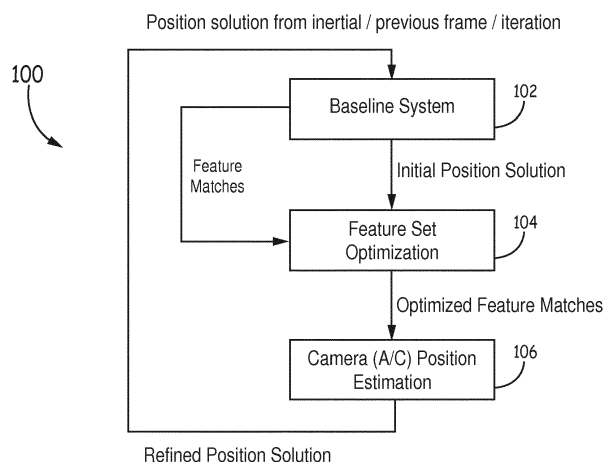 Position solution from inertial / previous frame / iteration
100
Baseline System
102
Feature
Matches
Initial Position Solution
Feature Set
Optimization
104
Optimized Feature Matches
Camera (A/C) Position
Estimation
106
Refined Position Solution